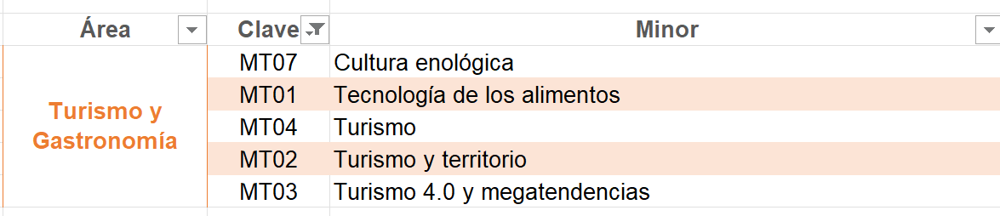 Área Clave Minor
Turismo y
Gastronomía
MT07 Cultura enológica
MT01 Tecnología de los alimentos
MT04 Turismo
MT02 Turismo y territorio
MT03 Turismo 4.0 y megatendencias